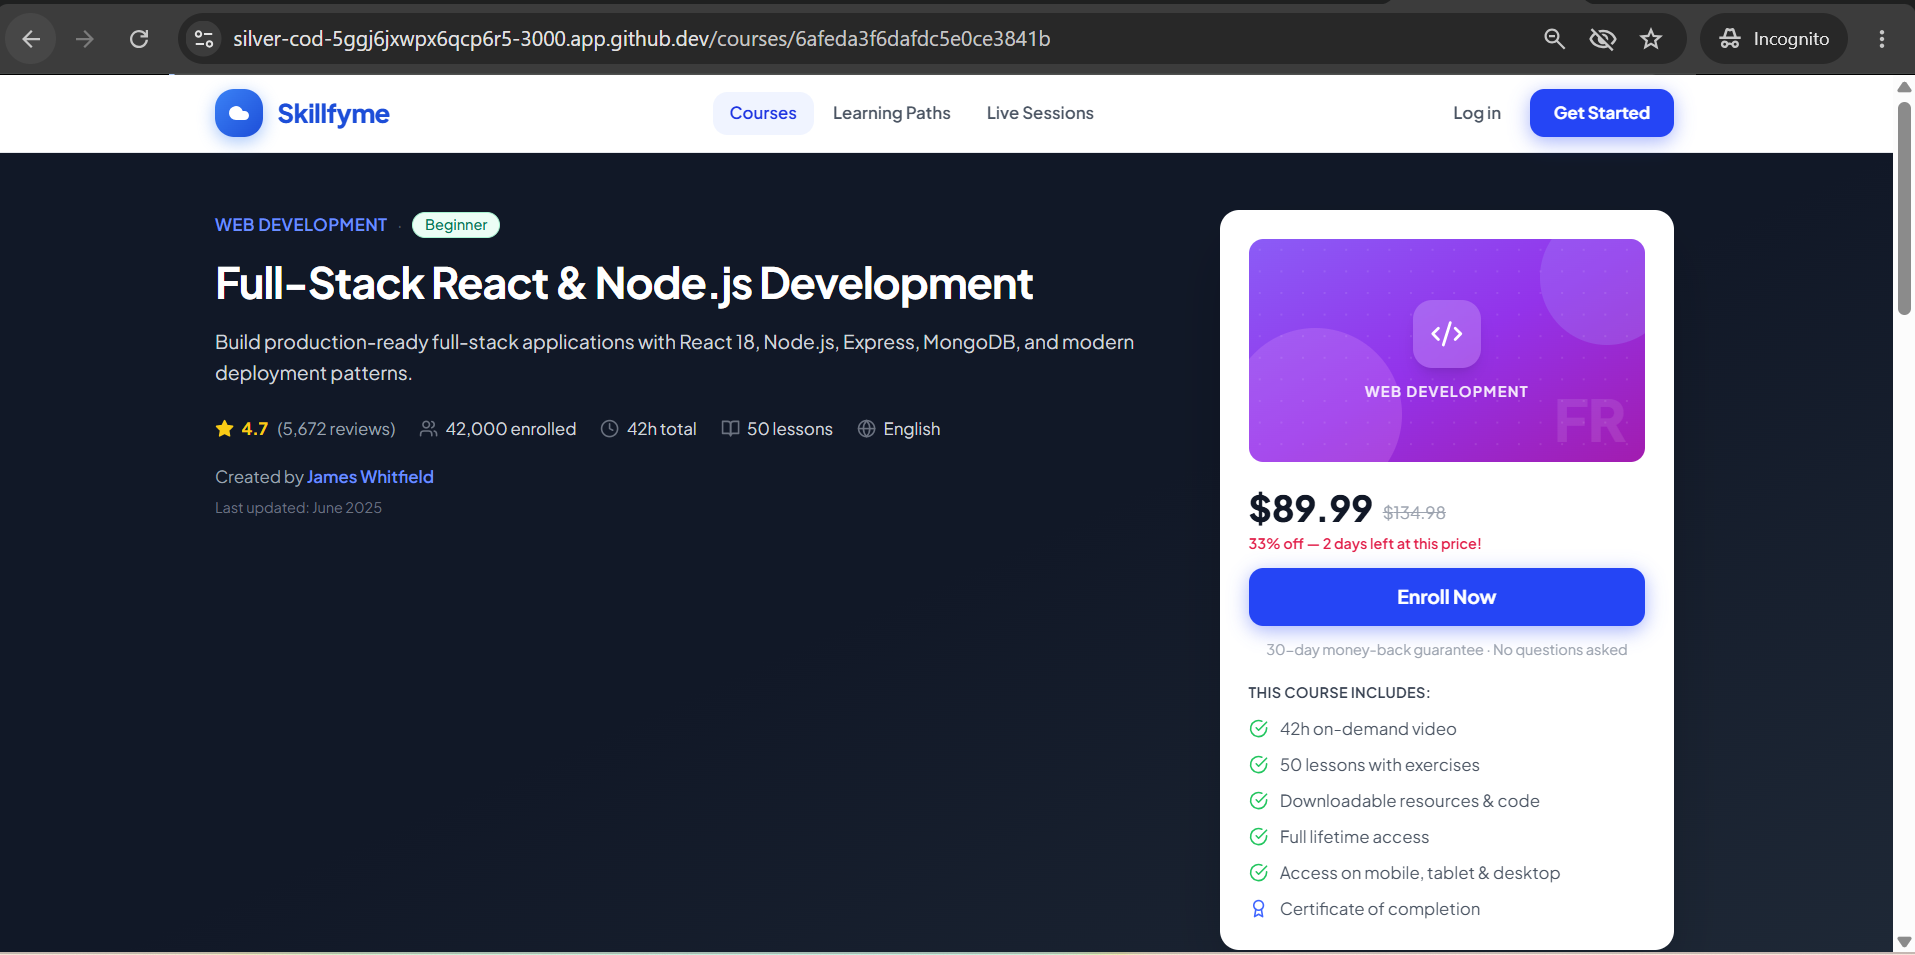 silver-cod-5ggj6jxwpx6qcp6r5-3000.app.github.dev/courses/6afeda3f6dafdc5e0ce3841b
Incognito
Skillfyme
Courses
Learning Paths
Live Sessions
Log in
Get Started
WEB DEVELOPMENT · Beginner
Full-Stack React & Node.js Development
Build production-ready full-stack applications with React 18, Node.js, Express, MongoDB, and modern
deployment patterns.
4.7 (5,672 reviews) 42,000 enrolled 42h total 50 lessons English
Created by James Whitfield
Last updated: June 2025
WEB DEVELOPMENT
FR
$89.99 $134.98
33% off — 2 days left at this price!
Enroll Now
30-day money-back guarantee · No questions asked
THIS COURSE INCLUDES:
42h on-demand video
50 lessons with exercises
Downloadable resources & code
Full lifetime access
Access on mobile, tablet & desktop
Certificate of completion